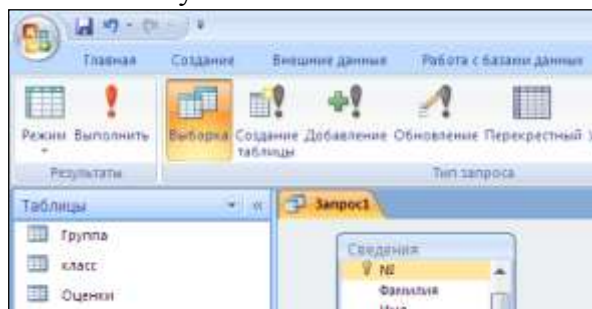 Главная Создание Внешние данные Работа с базами данных
Режим Выполнить Выборка Создание таблицы Добавление Обновление Перекрестный
Результаты Тип запроса
Таблицы « Запрос1
Группа
класс
Оценки
Сведения
№
Фамилия
Имя